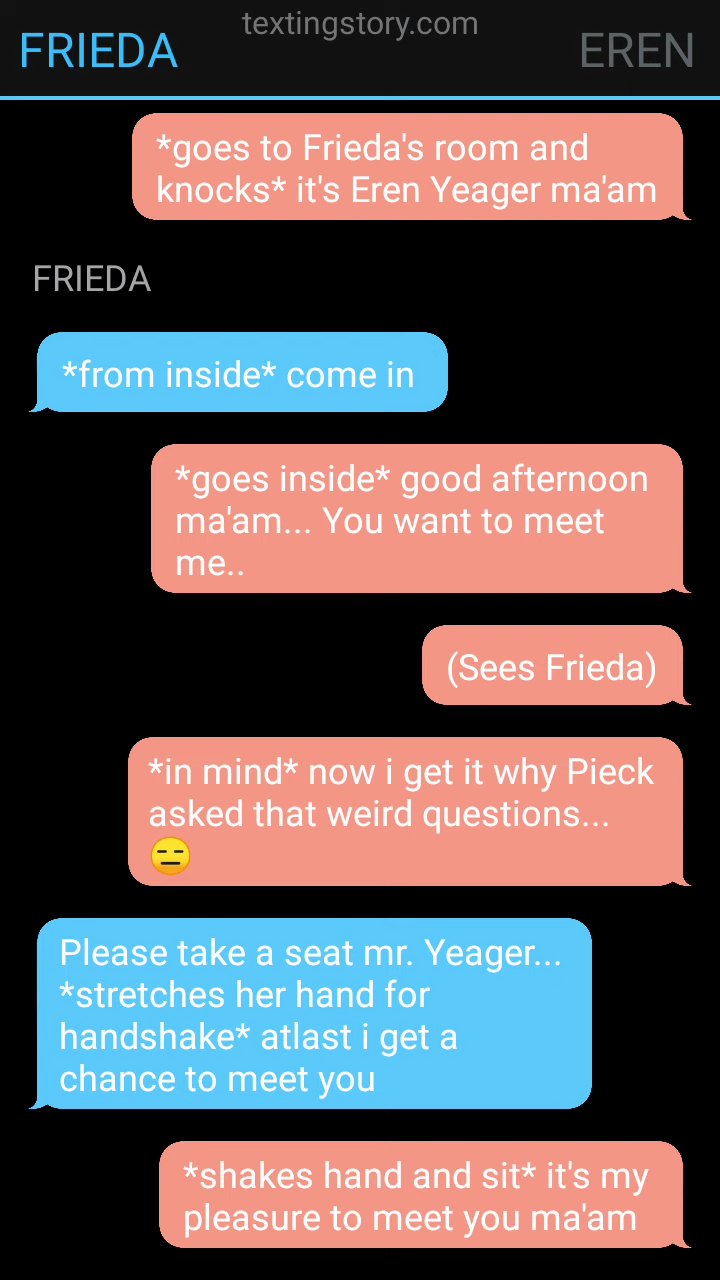 textingstory.com
FRIEDA
EREN
*goes to Frieda's room and
knocks* it's Eren Yeager ma'am
FRIEDA
*from inside* come in
*goes inside* good afternoon
ma'am... You want to meet
me..
(Sees Frieda)
*in mind* now i get it why Pieck
asked that weird questions...
😑
Please take a seat mr. Yeager...
*stretches her hand for
handshake* atlast i get a
chance to meet you
*shakes hand and sit* it's my
pleasure to meet you ma'am